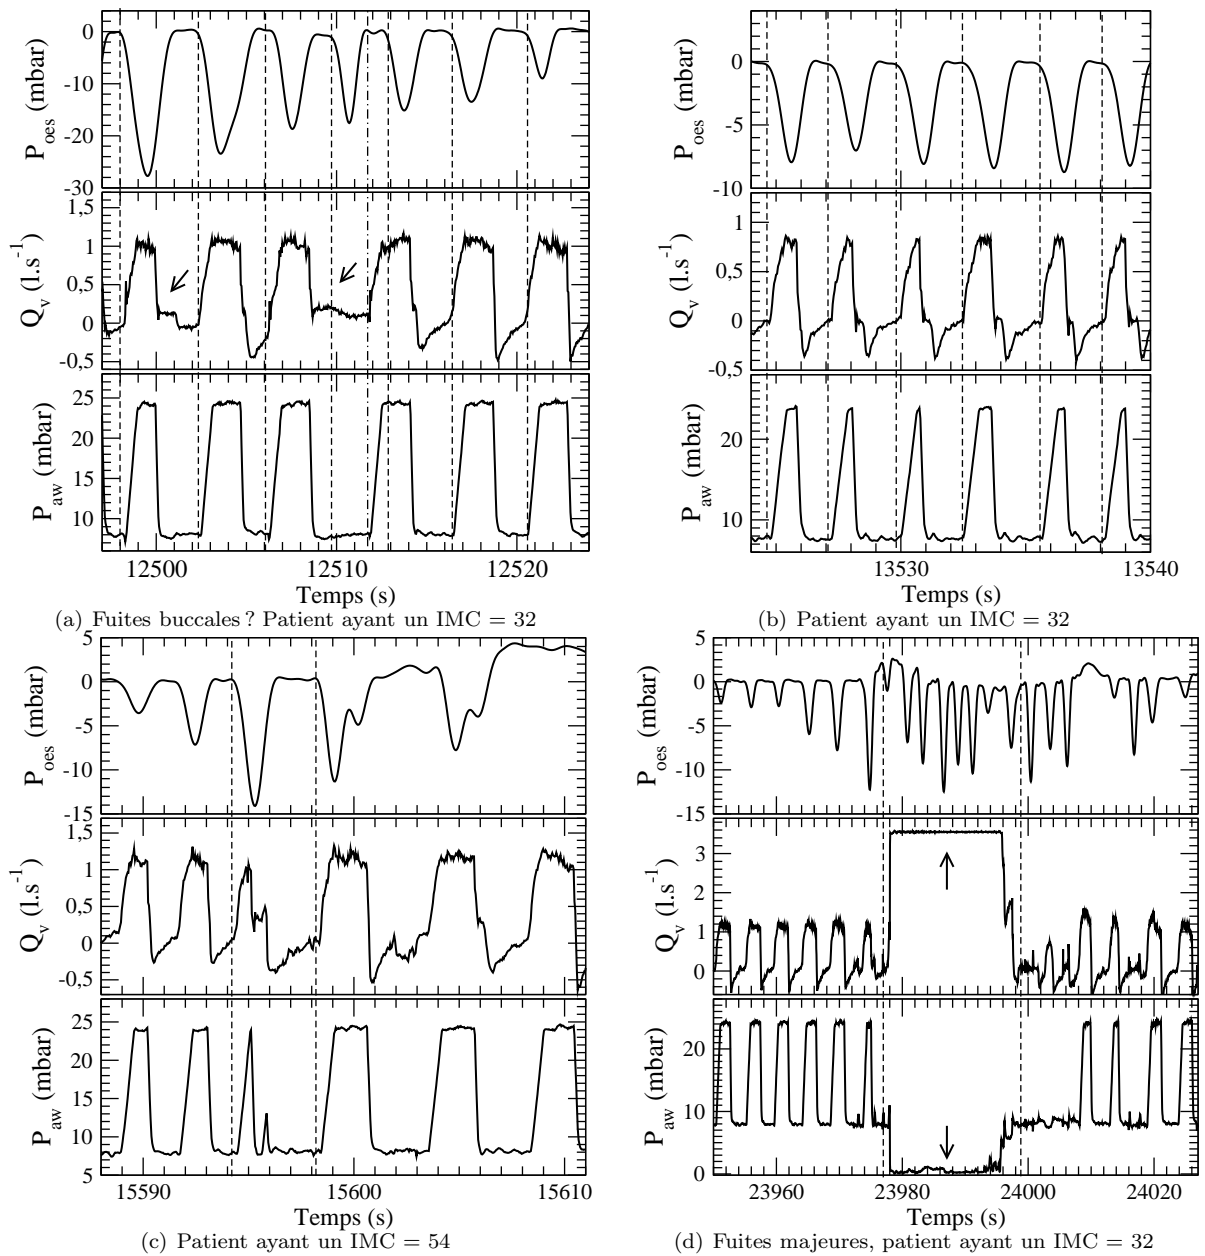 0
-10
-20
-30
P_oes (mbar)
1,5
1
0,5
0
-0,5
Q_v (l.s^-1)
25
20
15
10
P_aw (mbar)
12500 12510 12520
Temps (s)
(a) Fuites buccales ? Patient ayant un IMC = 32
0
-5
-10
P_oes (mbar)
1
0,5
0
-0,5
Q_v (l.s^-1)
20
10
P_aw (mbar)
13530 13540
Temps (s)
(b) Patient ayant un IMC = 32
5
0
-5
-10
-15
P_oes (mbar)
1,5
1
0,5
0
-0,5
Q_v (l.s^-1)
25
20
15
10
5
P_aw (mbar)
15590 15600 15610
Temps (s)
(c) Patient ayant un IMC = 54
5
0
-5
-10
-15
P_oes (mbar)
3
2
1
0
Q_v (l.s^-1)
20
10
0
P_aw (mbar)
23960 23980 24000 24020
Temps (s)
(d) Fuites majeures, patient ayant un IMC = 32